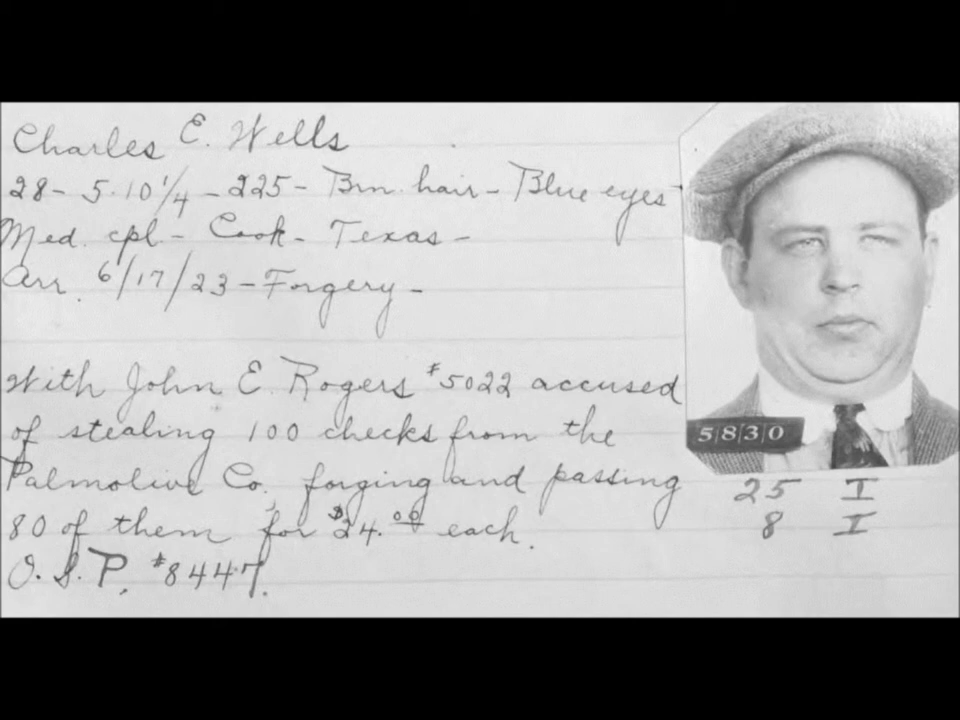 Charles E. Wells
28 - 5.10 1/4 - 225 - Brn. hair - Blue eyes
Med. cpl - Cook - Texas -
Arr. 6/17/23 - Forgery -
With John E. Rogers #5022 accused
of stealing 100 checks from the
Palmolive Co., forging and passing
80 of them for $24.00 each.
O.S.P. #8447.
5830
25 I
8 I